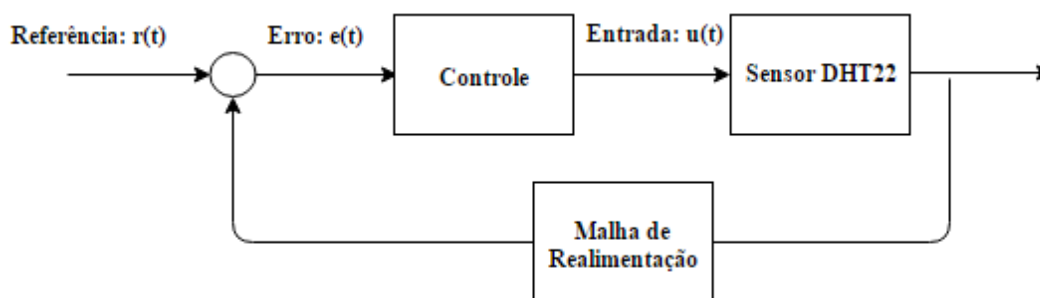 Referência: r(t)
Erro: e(t)
Controle
Entrada: u(t)
Sensor DHT22
Malha de
Realimentação